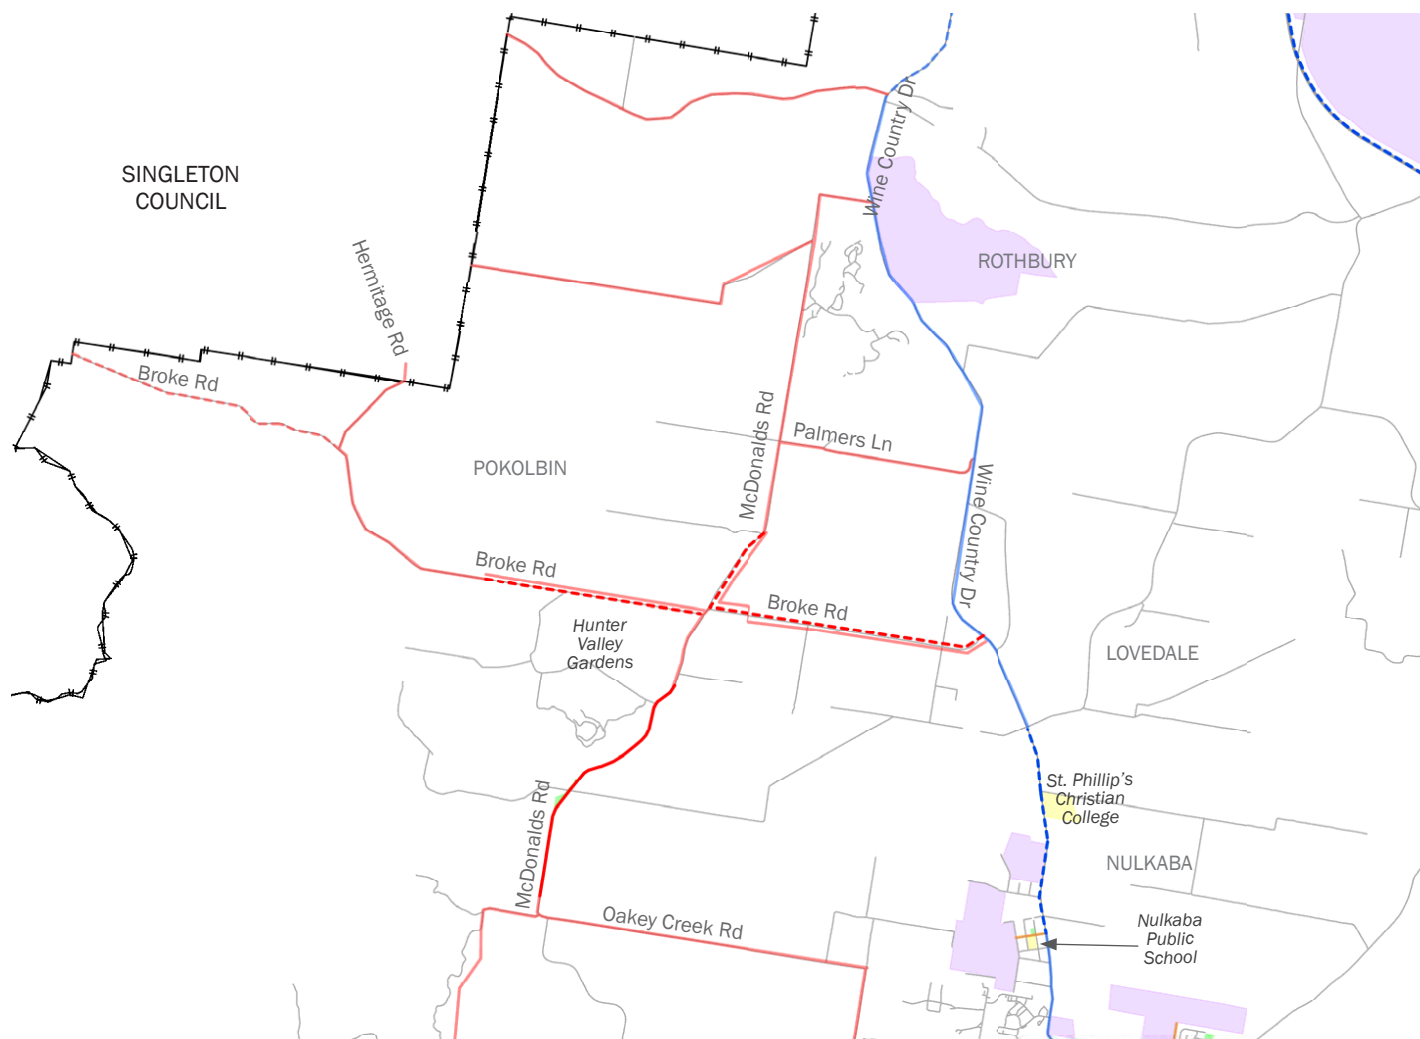 Wine Country Dr
SINGLETON
COUNCIL
ROTHBURY
Hermitage Rd
Broke Rd
McDonalds Rd
Palmers Ln
POKOLBIN
Wine Country Dr
Broke Rd
Broke Rd
Hunter
Valley
Gardens
LOVEDALE
St. Phillip's
Christian
College
McDonalds Rd
NULKABA
Oakey Creek Rd
Nulkaba
Public
School